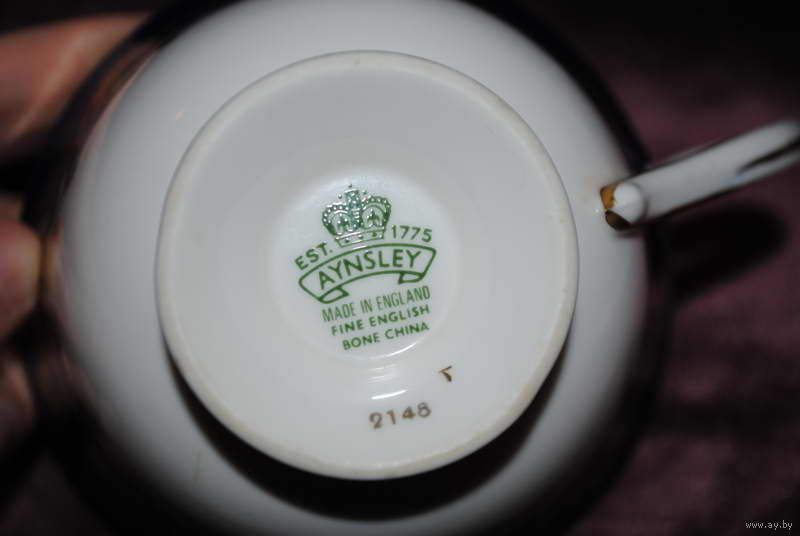 EST. 1775
AYNSLEY
MADE IN ENGLAND
FINE ENGLISH
BONE CHINA
2148
www.ay.by